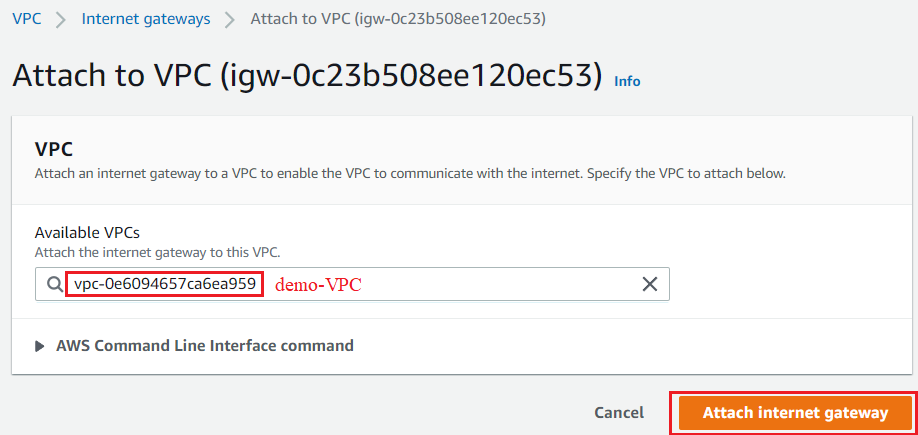 VPC > Internet gateways > Attach to VPC (igw-0c23b508ee120ec53)
Attach to VPC (igw-0c23b508ee120ec53) Info
VPC
Attach an internet gateway to a VPC to enable the VPC to communicate with the internet. Specify the VPC to attach below.
Available VPCs
Attach the internet gateway to this VPC.
vpc-0e6094657ca6ea959 demo-VPC
AWS Command Line Interface command
Cancel Attach internet gateway